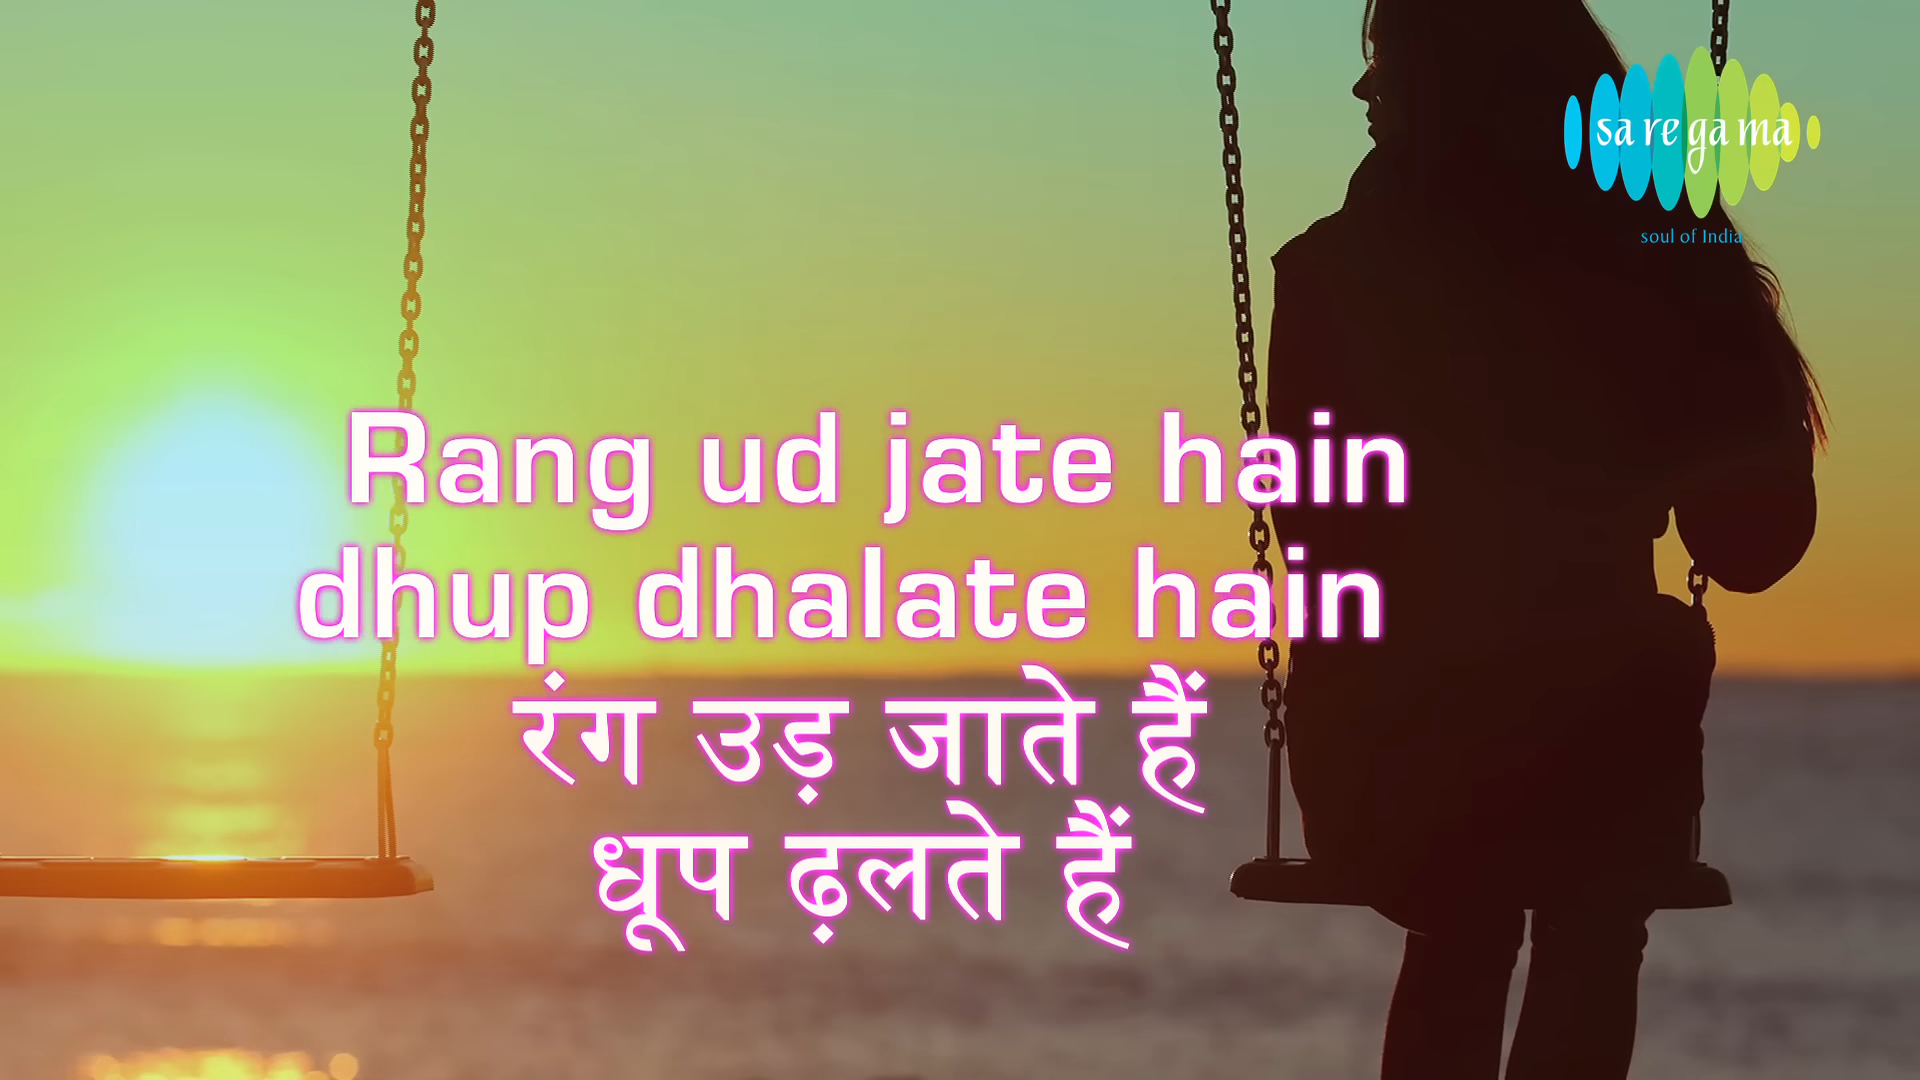 sa re ga ma
soul of India
Rang ud jate hain
dhup dhalate hain
रंग उड़ जाते हैं
धूप ढ़लते हैं